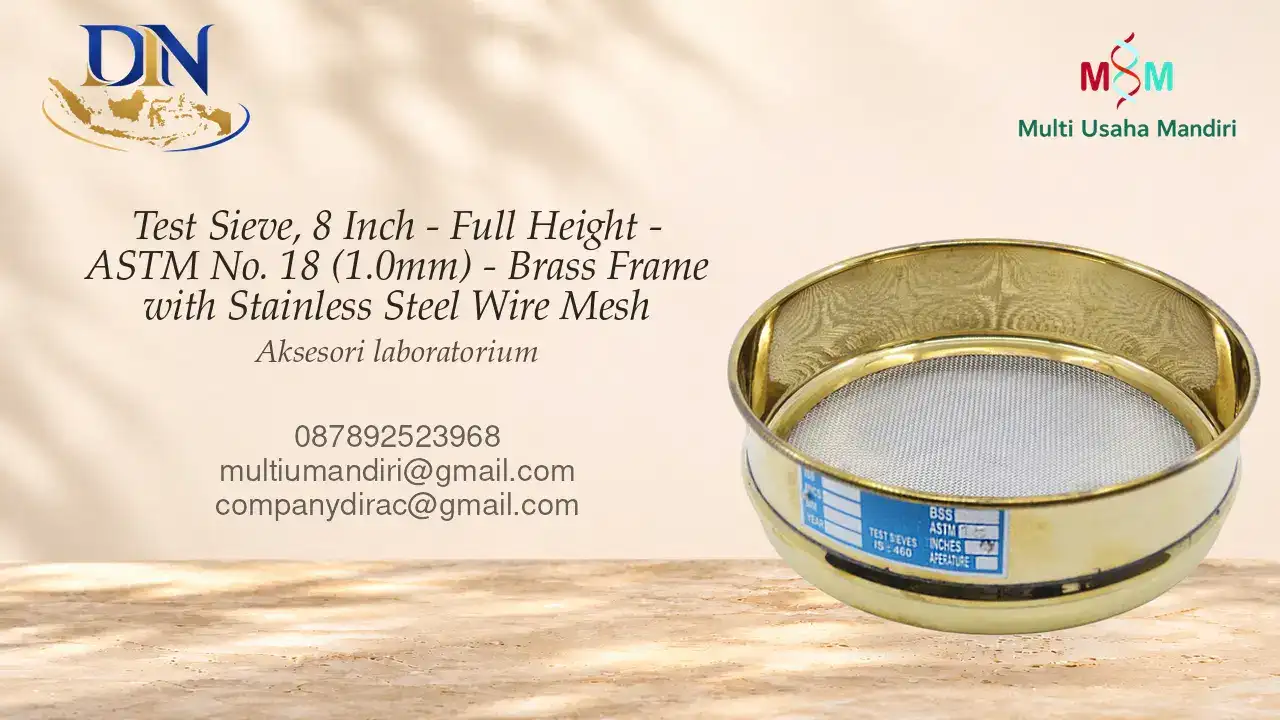 DN
MSM
Multi Usaha Mandiri
Test Sieve, 8 Inch - Full Height -
ASTM No. 18 (1.0mm) - Brass Frame
with Stainless Steel Wire Mesh
Aksesori laboratorium
087892523968
multiumandiri@gmail.com
companydirac@gmail.com
YEAR
TEST SIEVES
IS : 460
BSS
ASTM
INCHES
APERATURE